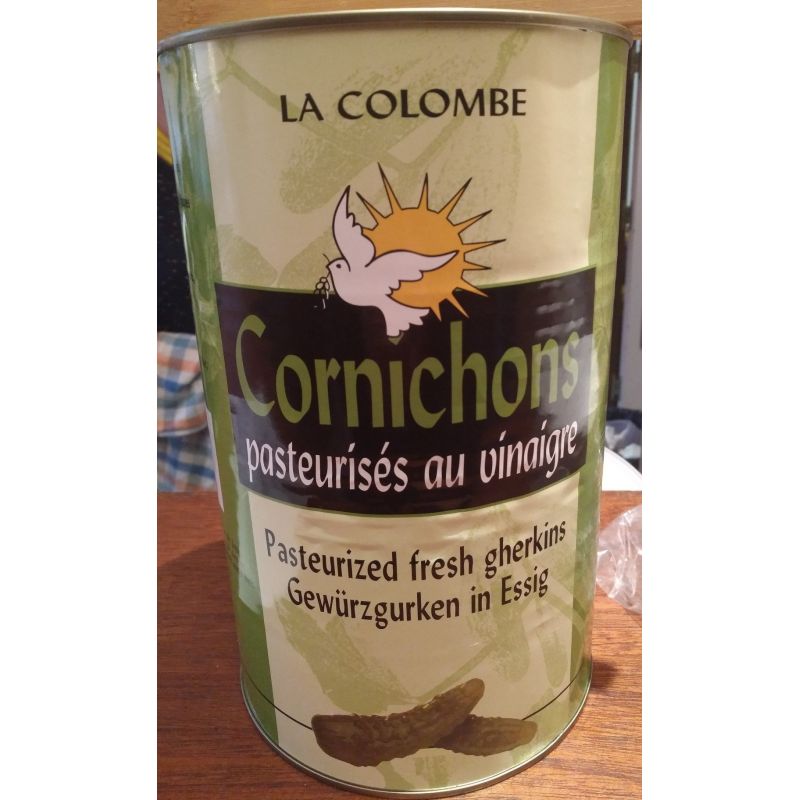 LA COLOMBE
Cornichons
pasteurisés au vinaigre
Pasteurized fresh gherkins
Gewürzgurken in Essig